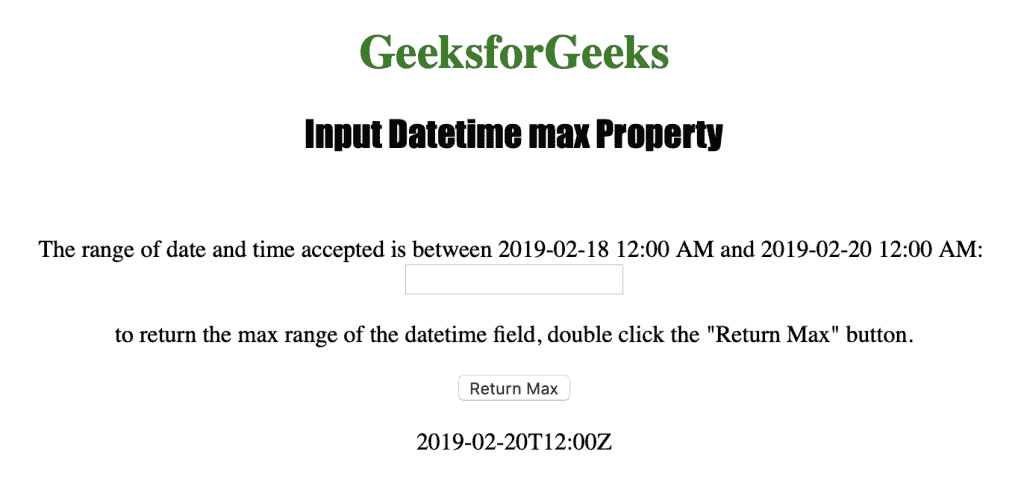 GeeksforGeeks
Input Datetime max Property
The range of date and time accepted is between 2019-02-18 12:00 AM and 2019-02-20 12:00 AM:
to return the max range of the datetime field, double click the "Return Max" button.
Return Max
2019-02-20T12:00Z